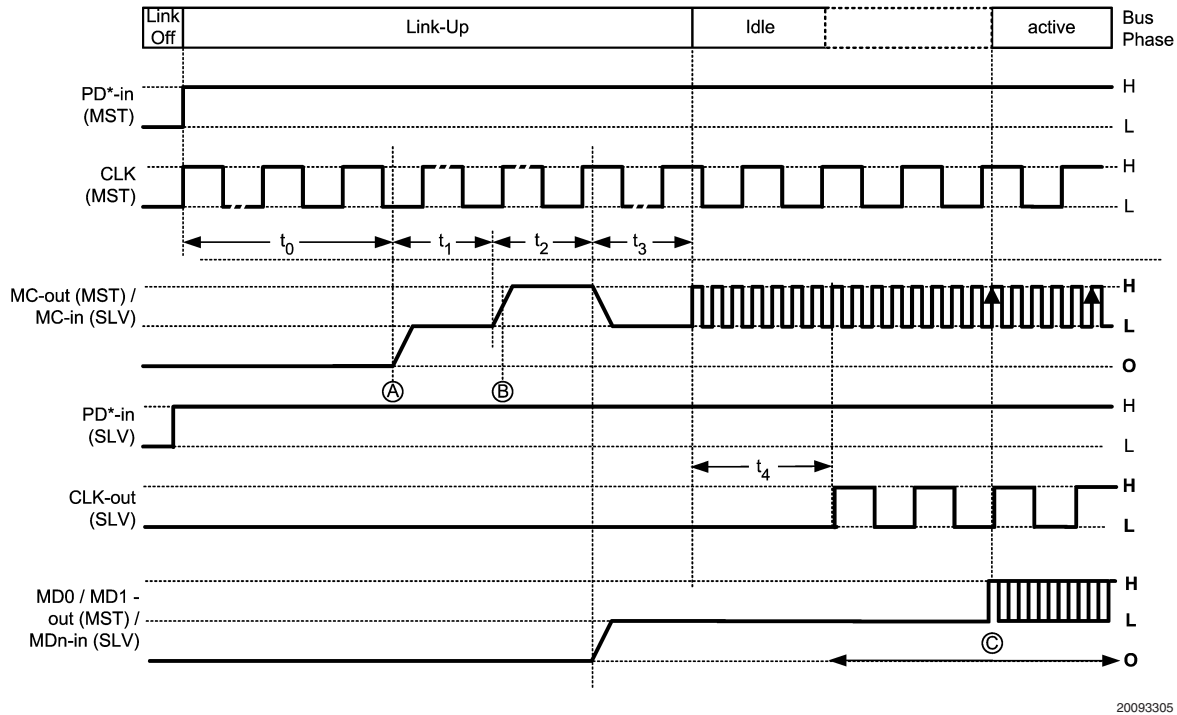 Link
Off
Link-Up
Idle
active
Bus
Phase
PD*-in
(MST)
H
L
CLK
(MST)
H
L
t0
t1
t2
t3
MC-out (MST) /
MC-in (SLV)
H
L
O
A
B
PD*-in
(SLV)
H
L
t4
CLK-out
(SLV)
H
L
MD0 / MD1 -
out (MST) /
MDn-in (SLV)
H
L
C
O
20093305